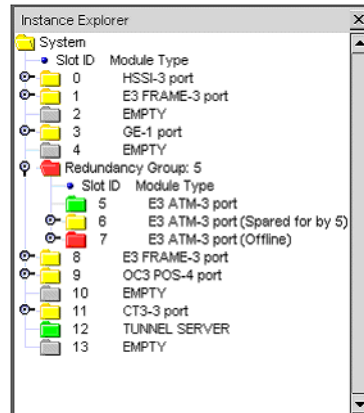 Instance Explorer
System
Slot ID Module Type
0 HSSI-3 port
1 E3 FRAME-3 port
2 EMPTY
3 GE-1 port
4 EMPTY
Redundancy Group: 5
Slot ID Module Type
5 E3 ATM-3 port
6 E3 ATM-3 port (Spared for by 5)
7 E3 ATM-3 port (Offline)
8 E3 FRAME-3 port
9 OC3 POS-4 port
10 EMPTY
11 CT3-3 port
12 TUNNEL SERVER
13 EMPTY